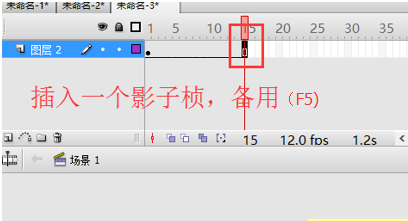 未命名-1* × 未命名-2* × 未命名-3* ×
1 5 10 15 20 25 30 35
图层 2
插入一个影子桢，备用（F5）
15 12.0 fps 1.2s
场景 1